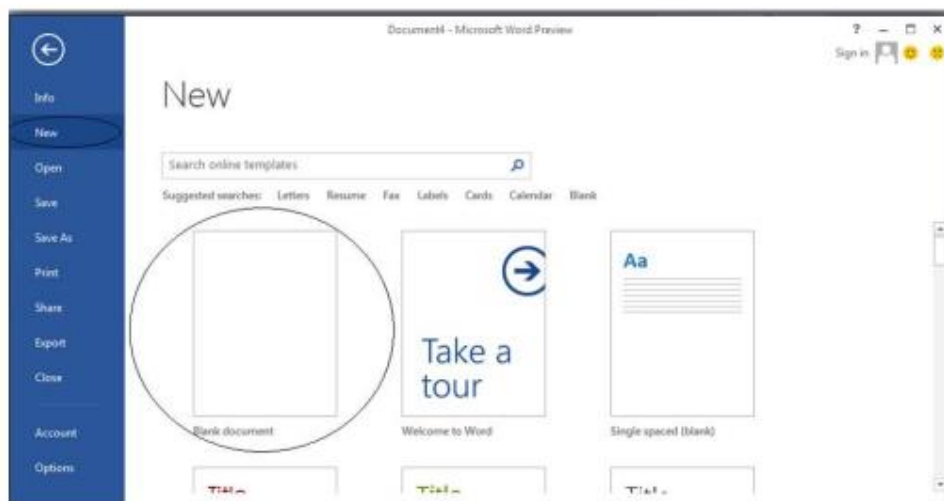 Document4 - Microsoft Word Preview
?
Sign in
Info
New
Open
Save
Save As
Print
Share
Export
Close
Account
Options
New
Search online templates
Suggested searches: Letters Resume Fax Labels Cards Calendar Blank
Aa
Take a
tour
Blank document
Welcome to Word
Single spaced (blank)
Title
Title
Title